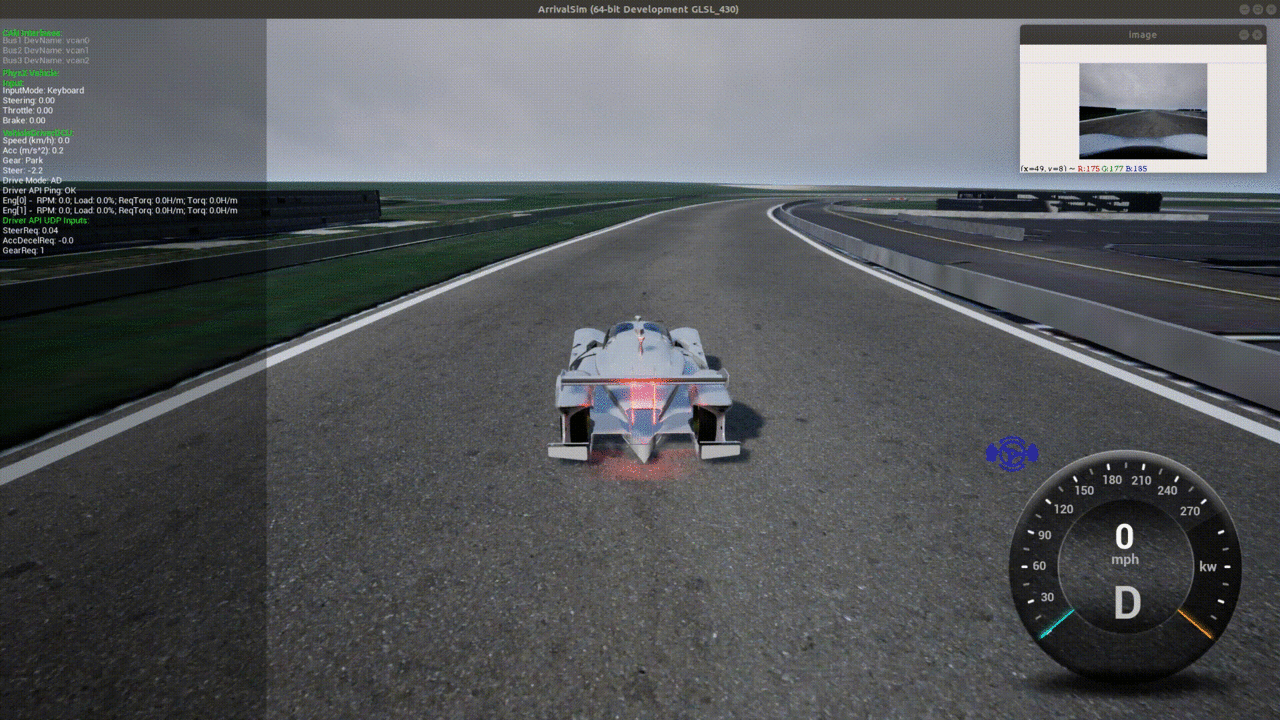 ArrivalSim (64-bit Development GLSL_430)
CAN Interfaces:
Bus1 DevName: vcan0
Bus2 DevName: vcan1
Bus3 DevName: vcan2
PhysX Vehicle:
Input:
InputMode: Keyboard
Steering: 0.00
Throttle: 0.00
Brake: 0.00
Speed (km/h): 0.0
Acc (m/s^2): 0.2
Gear: Park
Steer: -2.2
Drive Mode: AD
Driver API Ping: OK
Eng[0] - RPM: 0.0; Load: 0.0%; ReqTorq: 0.0H/m; Torq: 0.0H/m
Eng[1] - RPM: 0.0; Load: 0.0%; ReqTorq: 0.0H/m; Torq: 0.0H/m
Driver API UDP Inputs:
SteerReq: 0.04
AccDecelReq: -0.0
GearReq: 1
Image
(x=49, y=8) ~ R:175 G:177 B:185
30
60
90
120
150
180
210
240
270
0
mph
kw
D